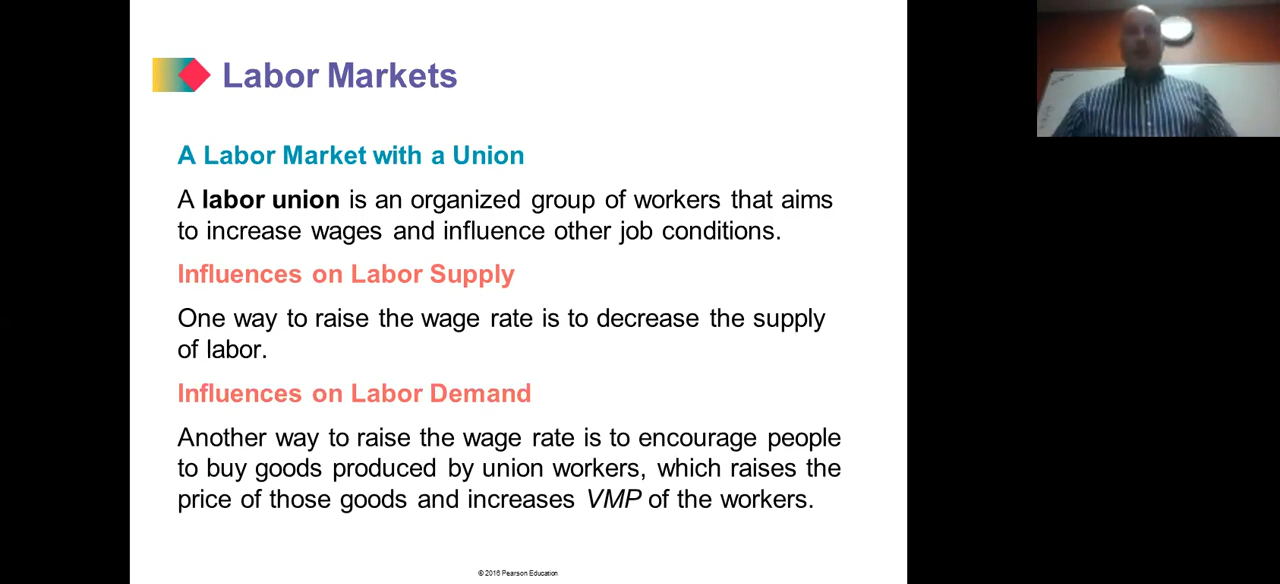 Labor Markets
A Labor Market with a Union
A labor union is an organized group of workers that aims
to increase wages and influence other job conditions.
Influences on Labor Supply
One way to raise the wage rate is to decrease the supply
of labor.
Influences on Labor Demand
Another way to raise the wage rate is to encourage people
to buy goods produced by union workers, which raises the
price of those goods and increases VMP of the workers.
© 2016 Pearson Education